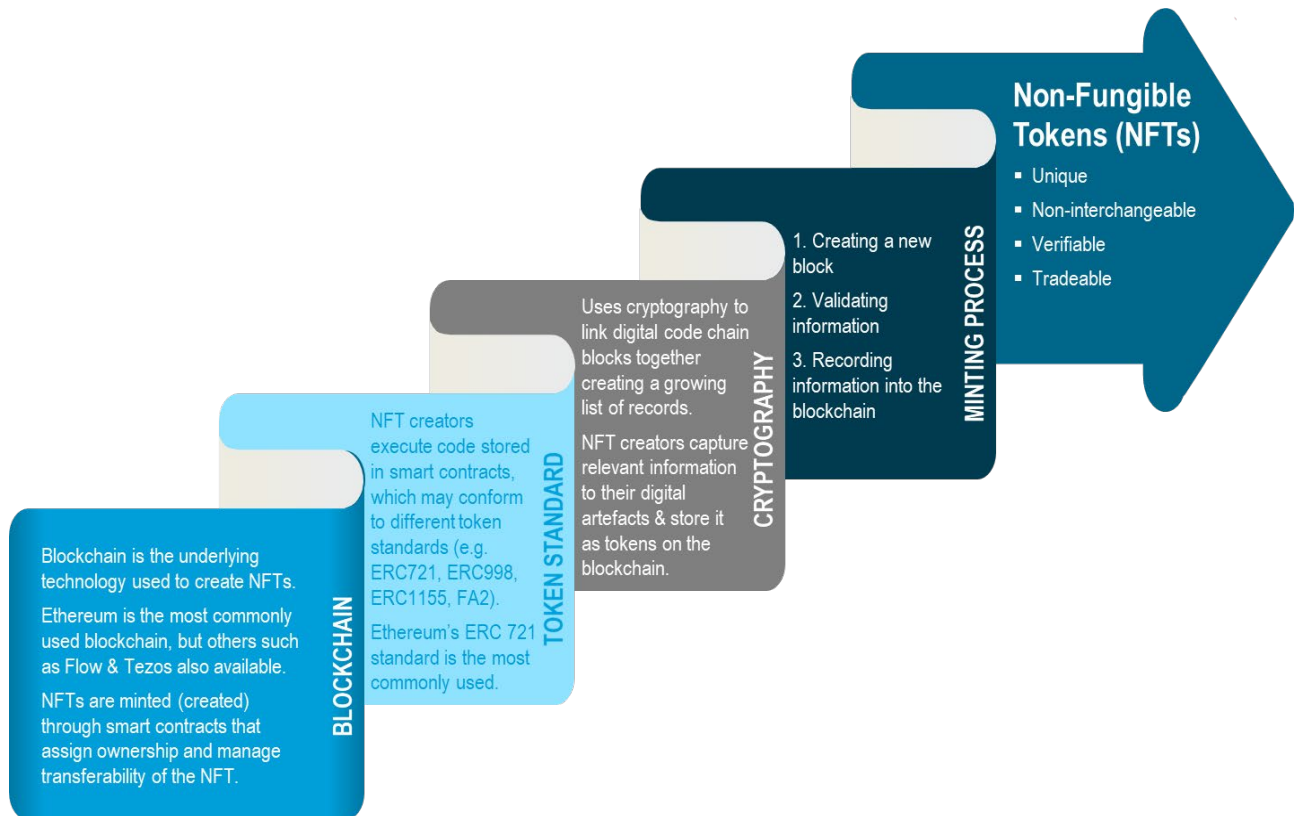 Blockchain is the underlying
technology used to create NFTs.
Ethereum is the most commonly
used blockchain, but others such
as Flow & Tezos also available.
NFTs are minted (created)
through smart contracts that
assign ownership and manage
transferability of the NFT.
BLOCKCHAIN
NFT creators
execute code stored
in smart contracts,
which may conform
to different token
standards (e.g.
ERC721, ERC998,
ERC1155, FA2).
Ethereum's ERC 721
standard is the most
commonly used.
TOKEN STANDARD
Uses cryptography to
link digital code chain
blocks together
creating a growing
list of records.
NFT creators capture
relevant information
to their digital
artefacts & store it
as tokens on the
blockchain.
CRYPTOGRAPHY
1. Creating a new
block
2. Validating
information
3. Recording
information into the
blockchain
MINTING PROCESS
Non-Fungible
Tokens (NFTs)
▪ Unique
▪ Non-interchangeable
▪ Verifiable
▪ Tradeable